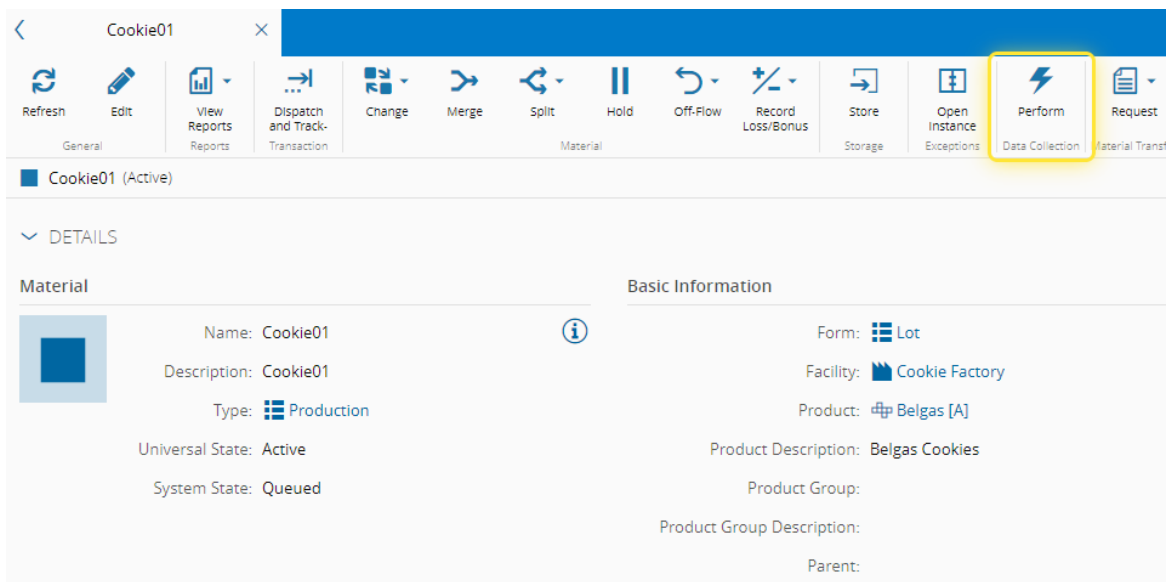 Cookie01
Refresh
Edit
View
Reports
Dispatch
and Track-
Change
Merge
Split
Hold
Off-Flow
Record
Loss/Bonus
Store
Open
Instance
Perform
Request
General
Reports
Transaction
Material
Storage
Exceptions
Data Collection
Material Transf
Cookie01 (Active)
DETAILS
Material
Name: Cookie01
Description: Cookie01
Type: Production
Universal State: Active
System State: Queued
Basic Information
Form: Lot
Facility: Cookie Factory
Product: Belgas [A]
Product Description: Belgas Cookies
Product Group:
Product Group Description:
Parent: